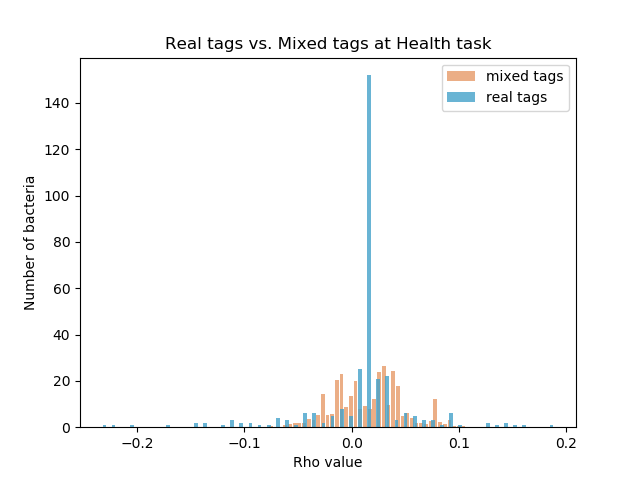 Real tags vs. Mixed tags at Health task
mixed tags
real tags
Number of bacteria
140
120
100
80
60
40
20
0
−0.2
−0.1
0.0
0.1
0.2
Rho value